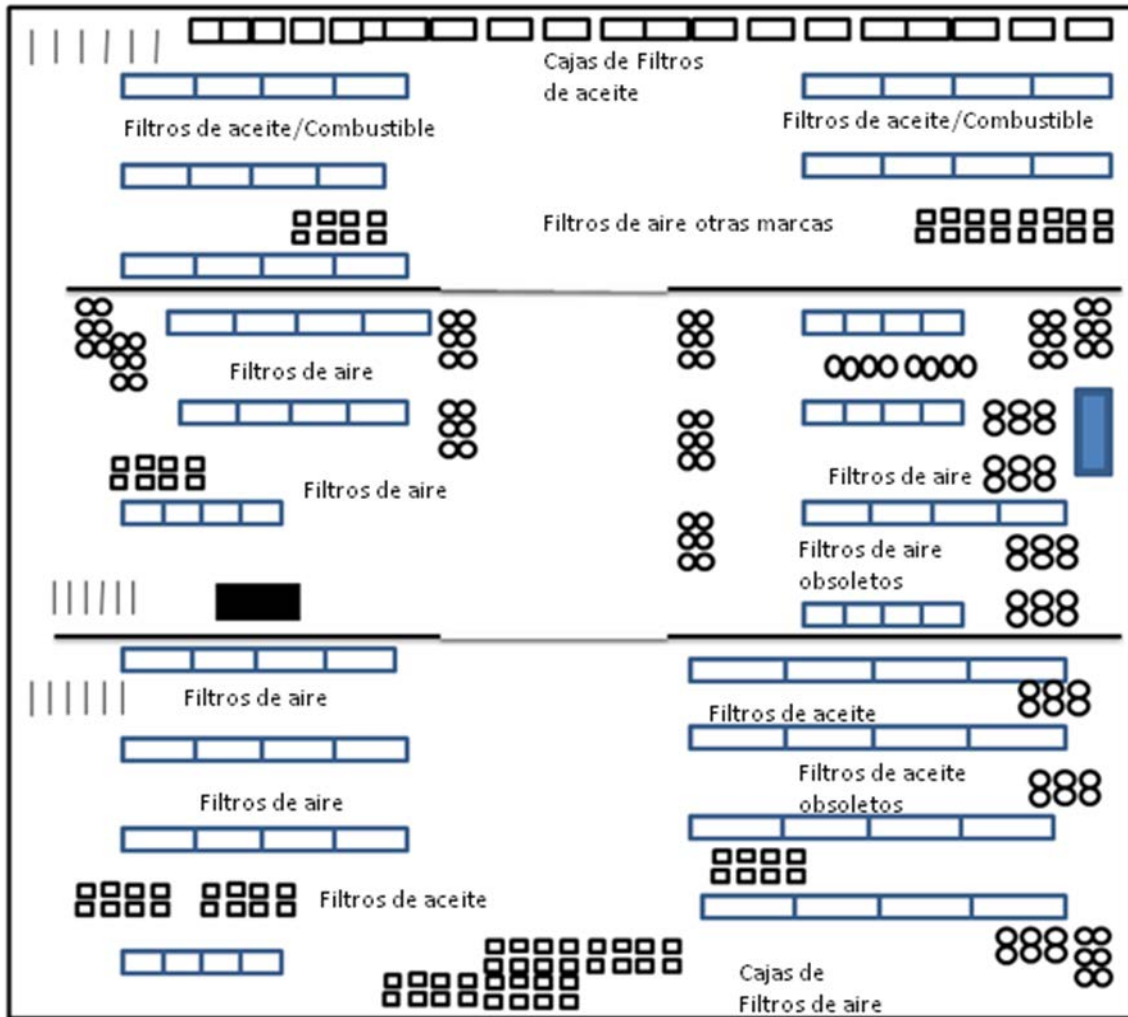 Cajas de Filtros
de aceite
Filtros de aceite/Combustible
Filtros de aceite/Combustible
Filtros de aire otras marcas
Filtros de aire
Filtros de aire
Filtros de aire
Filtros de aire
obsoletos
Filtros de aire
Filtros de aceite
Filtros de aceite
obsoletos
Filtros de aire
Filtros de aceite
Cajas de
Filtros de aire